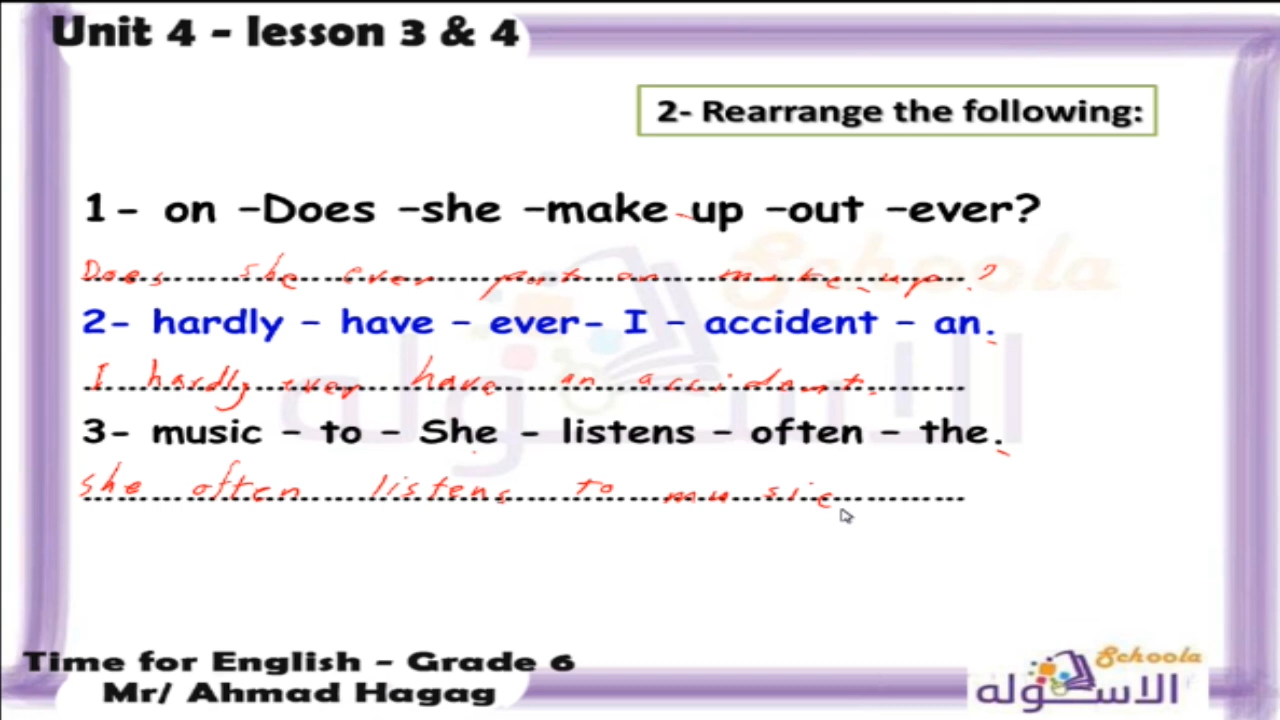 Unit 4 - lesson 3 & 4
2- Rearrange the following:
1- on –Does –she –make up –out –ever?
Does she ever put on make-up?
2- hardly – have – ever- I – accident – an.
I hardly ever have an accident.
3- music – to – She - listens – often – the.
She often listens to music
Time for English - Grade 6
Mr/ Ahmad Hagag
Schoola
الاسكوله